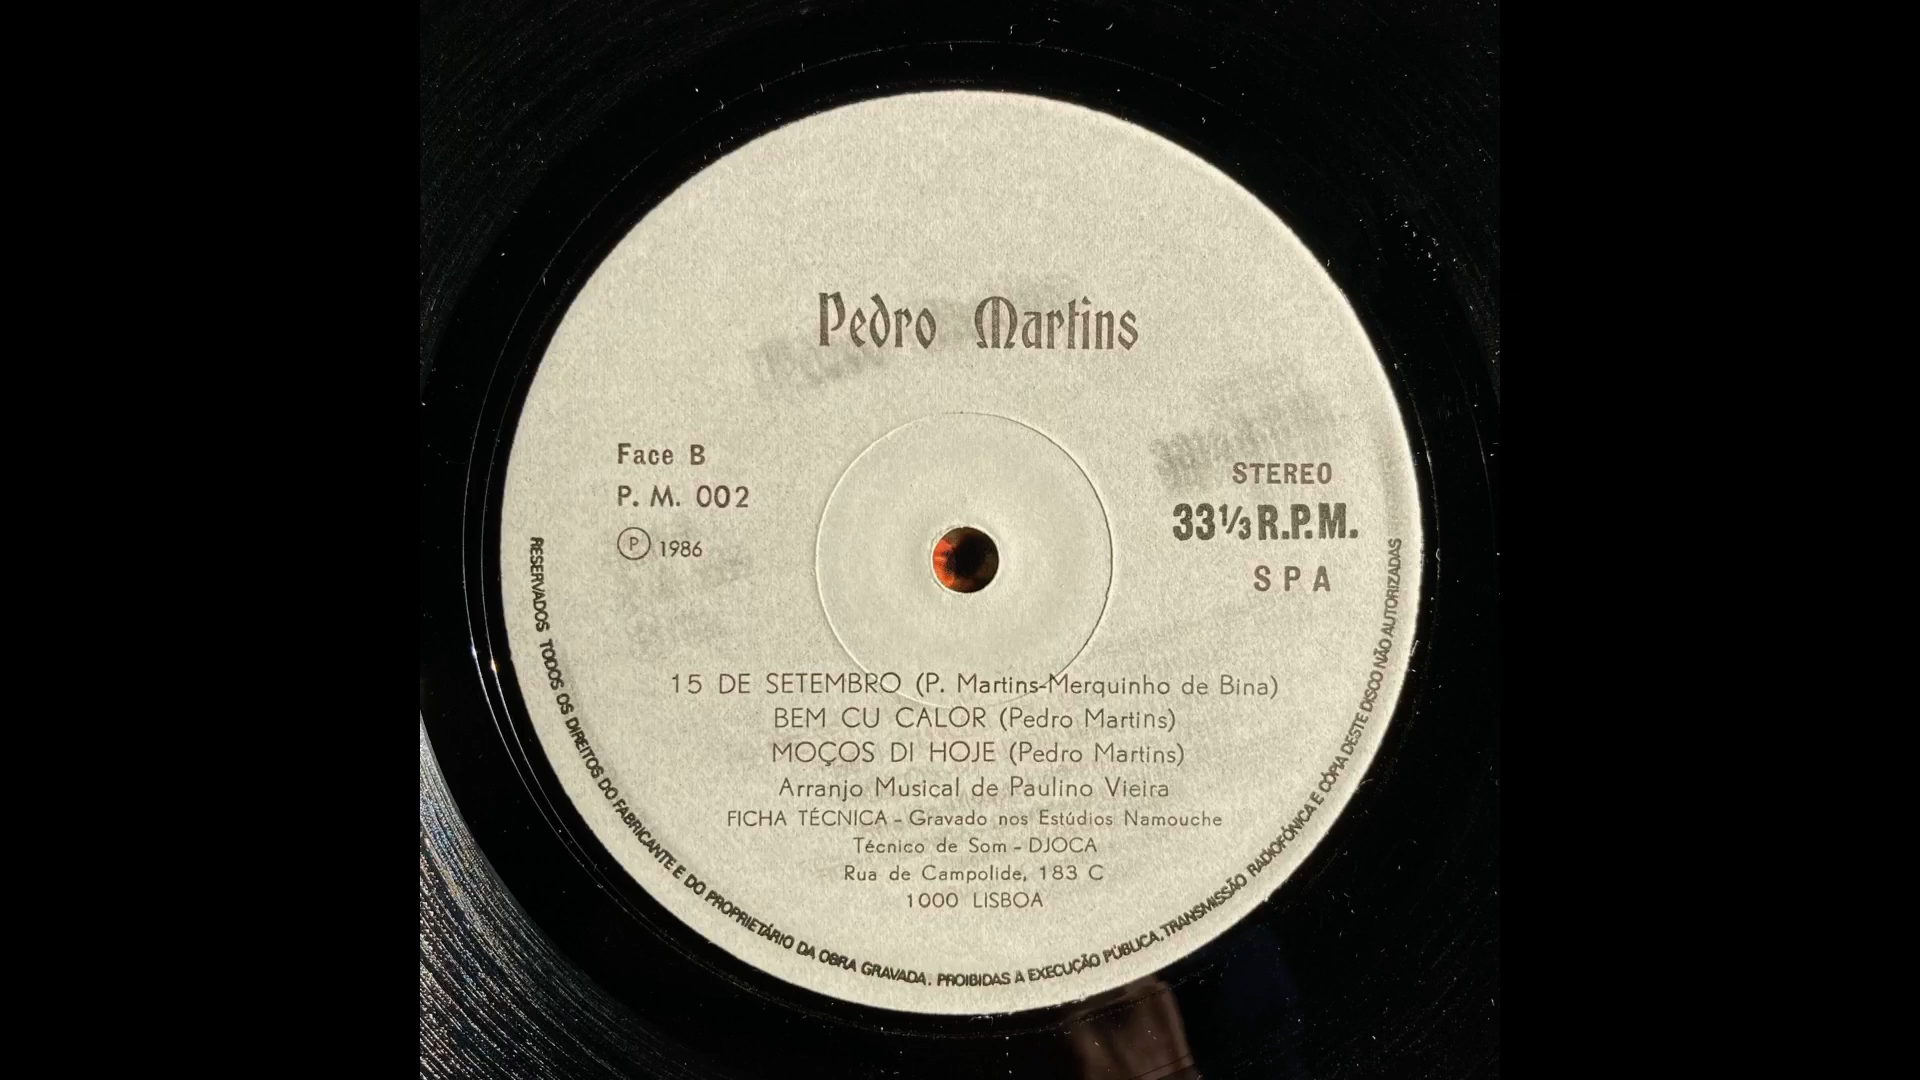 Pedro Martins
Face B
P. M. 002
Ⓟ 1986
STEREO
33⅓ R.P.M.
SPA
15 DE SETEMBRO (P. Martins-Merquinho de Bina)
BEM CU CALOR (Pedro Martins)
MOÇOS DI HOJE (Pedro Martins)
Arranjo Musical de Paulino Vieira
FICHA TÉCNICA - Gravado nos Estúdios Namouche
Técnico de Som - DJOCA
Rua de Campolide, 183 C
1000 LISBOA
RESERVADOS TODOS OS DIREITOS DO FABRICANTE E DO PROPRIETÁRIO DA OBRA GRAVADA. PROIBIDAS A EXECUÇÃO PÚBLICA, TRANSMISSÃO RADIOFÓNICA E CÓPIA DESTE DISCO NÃO AUTORIZADAS